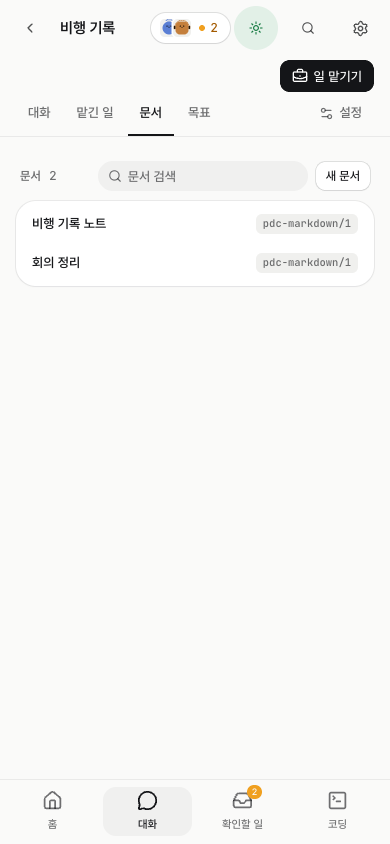 비행 기록
2
일 맡기기
대화 맡긴 일 문서 목표 설정
문서 2 문서 검색 새 문서
비행 기록 노트 pdc-markdown/1
회의 정리 pdc-markdown/1
2
홈 대화 확인할 일 코딩